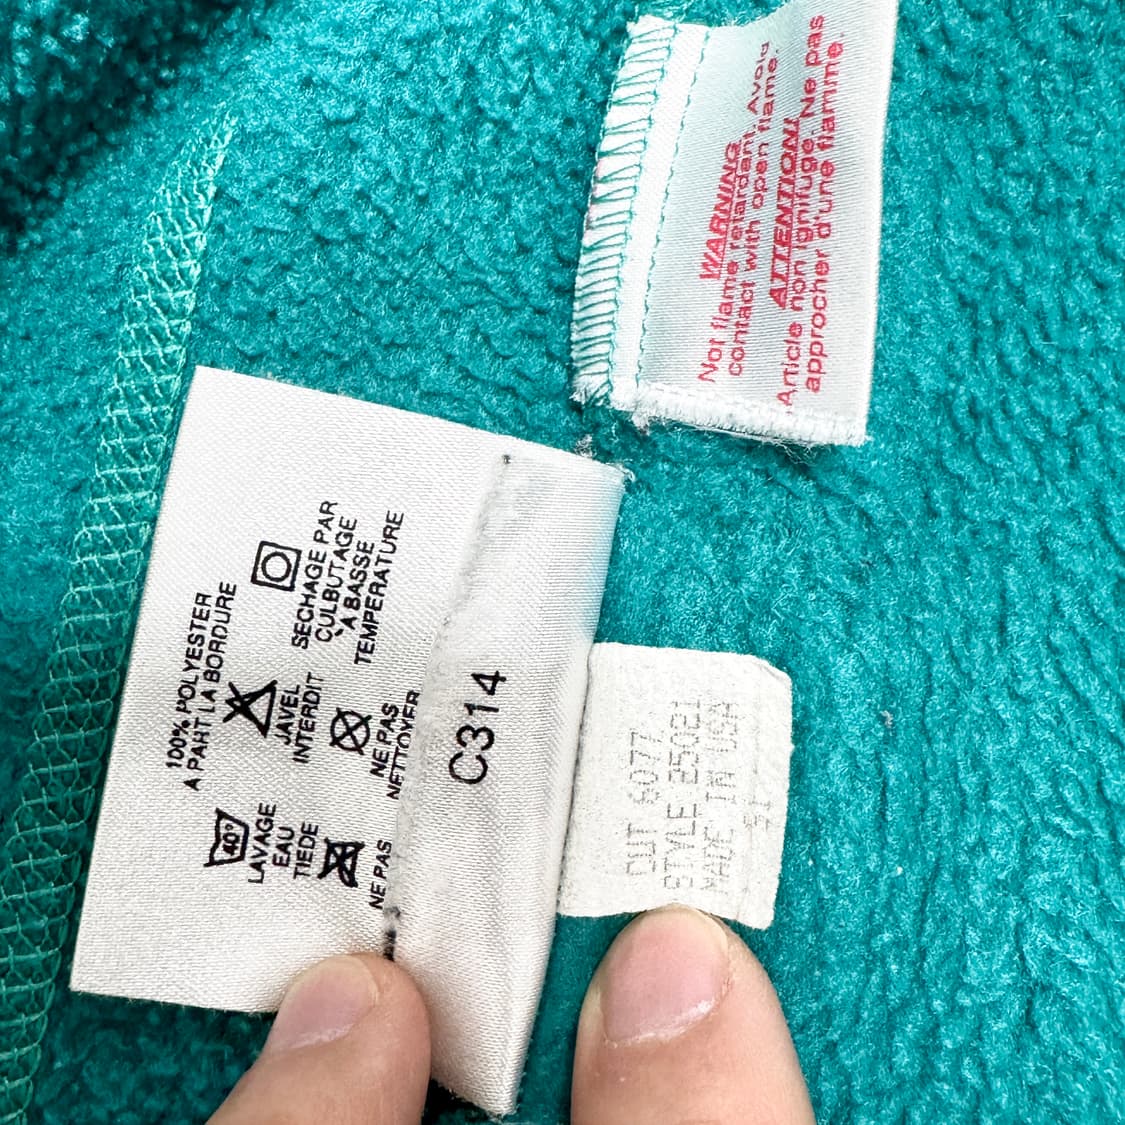 WARNING
Not flame retardant. Avoid
contact with open flame.
ATTENTION!
Article non ignifuge. Ne pas
approcher d'une flamme.
100% POLYESTER
A PART LA BORDURE
40°
LAVAGE
EAU
TIEDE
JAVEL
INTERDIT
SECHAGE PAR
CULBUTAGE
`A BASSE
TEMPERATURE
NE PAS
NE PAS
NETTOYER
C314
CUT 6077
STYLE 25021
MADE IN USA